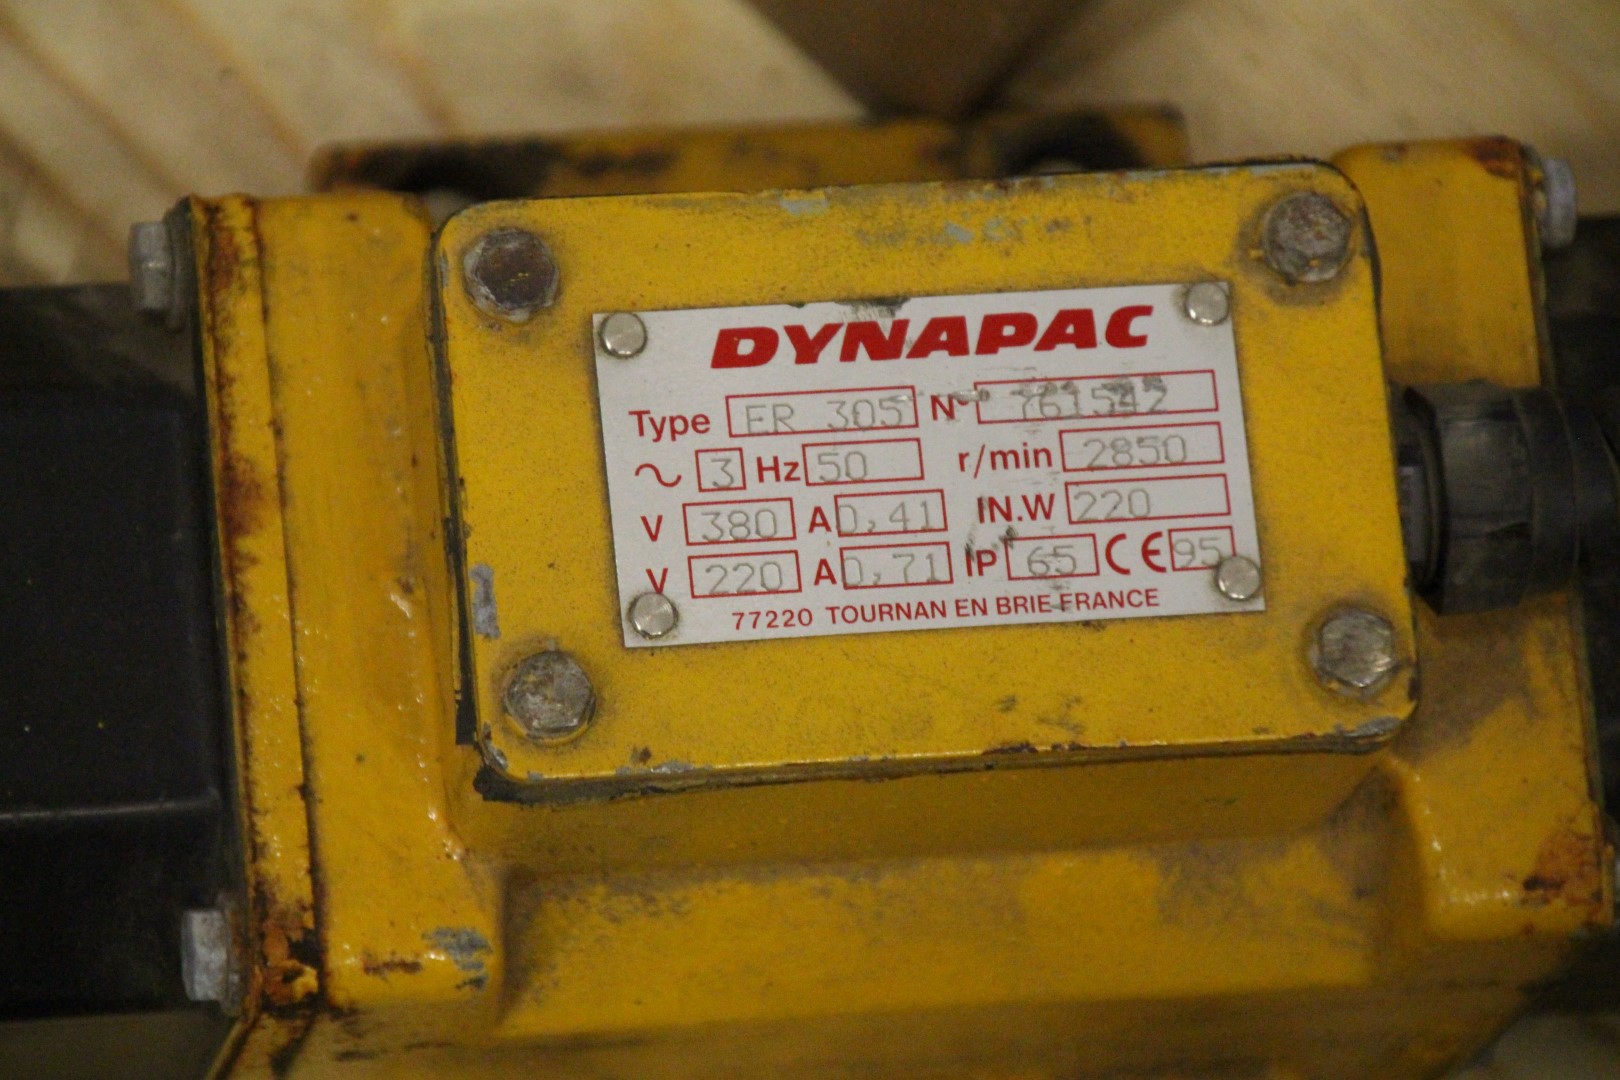 DYNAPAC
Type ER 305 N° 761542
~ 3 Hz 50 r/min 2850
V 380 A 0,41 IN.W 220
V 220 A 0,71 IP 65 CE 95
77220 TOURNAN EN BRIE FRANCE